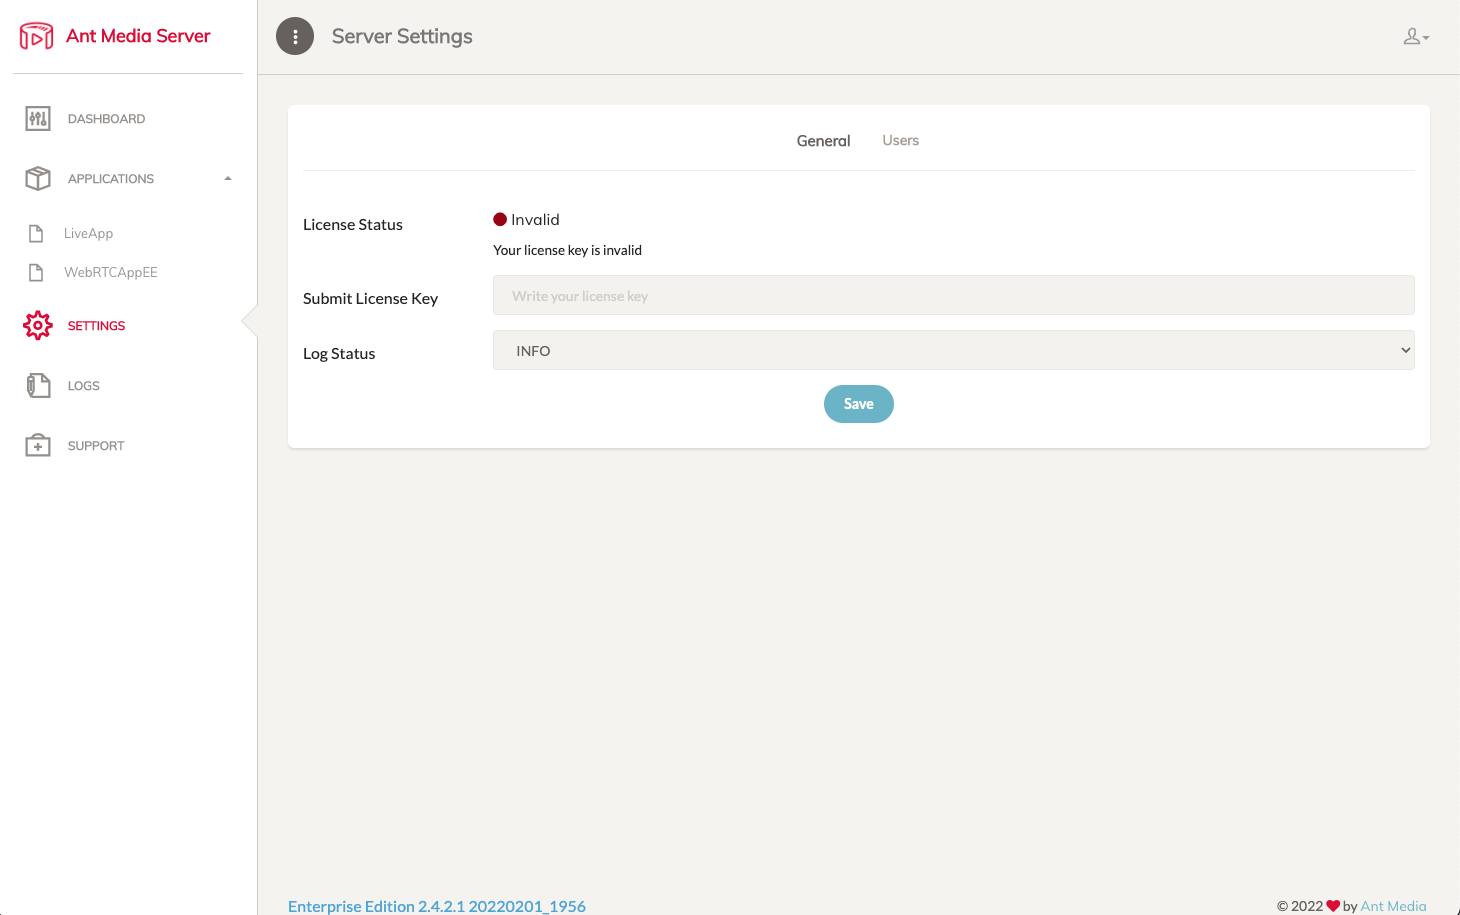 Ant Media Server
Server Settings
DASHBOARD
APPLICATIONS
LiveApp
WebRTCAppEE
SETTINGS
LOGS
SUPPORT
General Users
License Status
Invalid
Your license key is invalid
Submit License Key
Write your license key
Log Status
INFO
Save
Enterprise Edition 2.4.2.1 20220201_1956
© 2022 ❤ by Ant Media